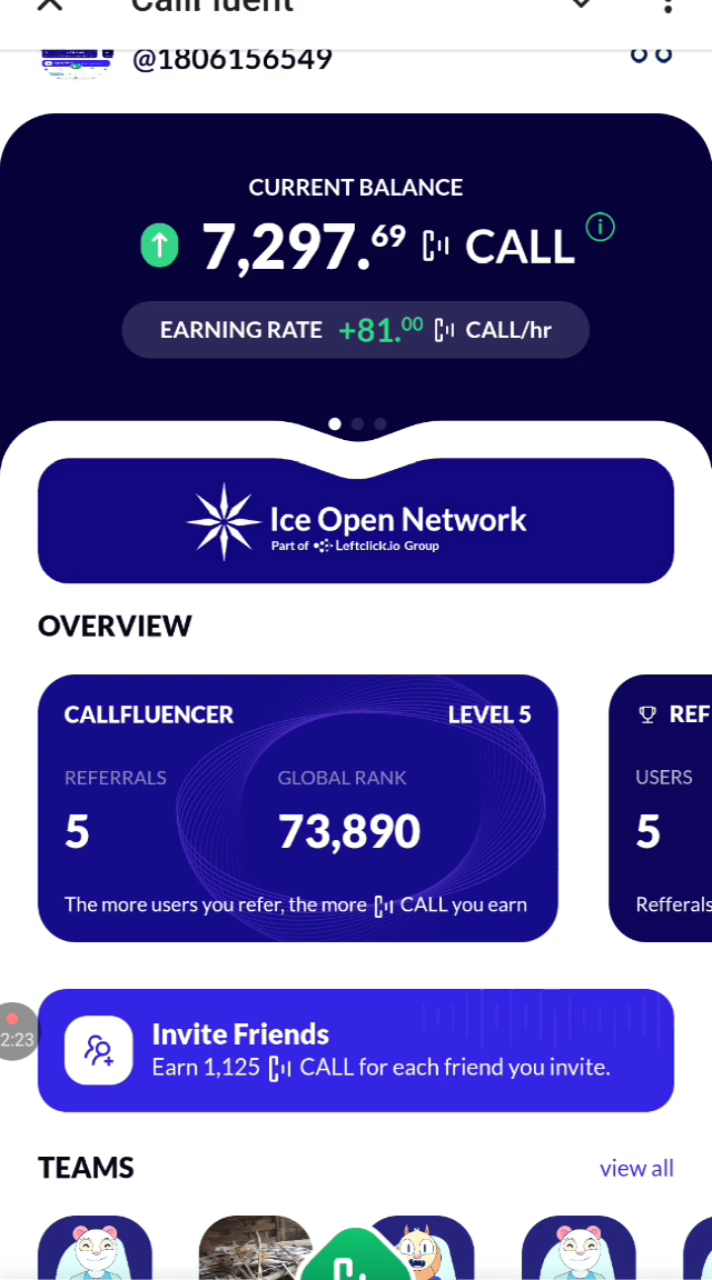 CallFluent
@1806156549
CURRENT BALANCE
7,297.69 CALL
EARNING RATE +81.00 CALL/hr
Ice Open Network
Part of Leftclick.io Group
OVERVIEW
CALLFLUENCER LEVEL 5
REFERRALS GLOBAL RANK
5 73,890
The more users you refer, the more CALL you earn
REF
USERS
5
Refferals
2:23
Invite Friends
Earn 1,125 CALL for each friend you invite.
TEAMS view all